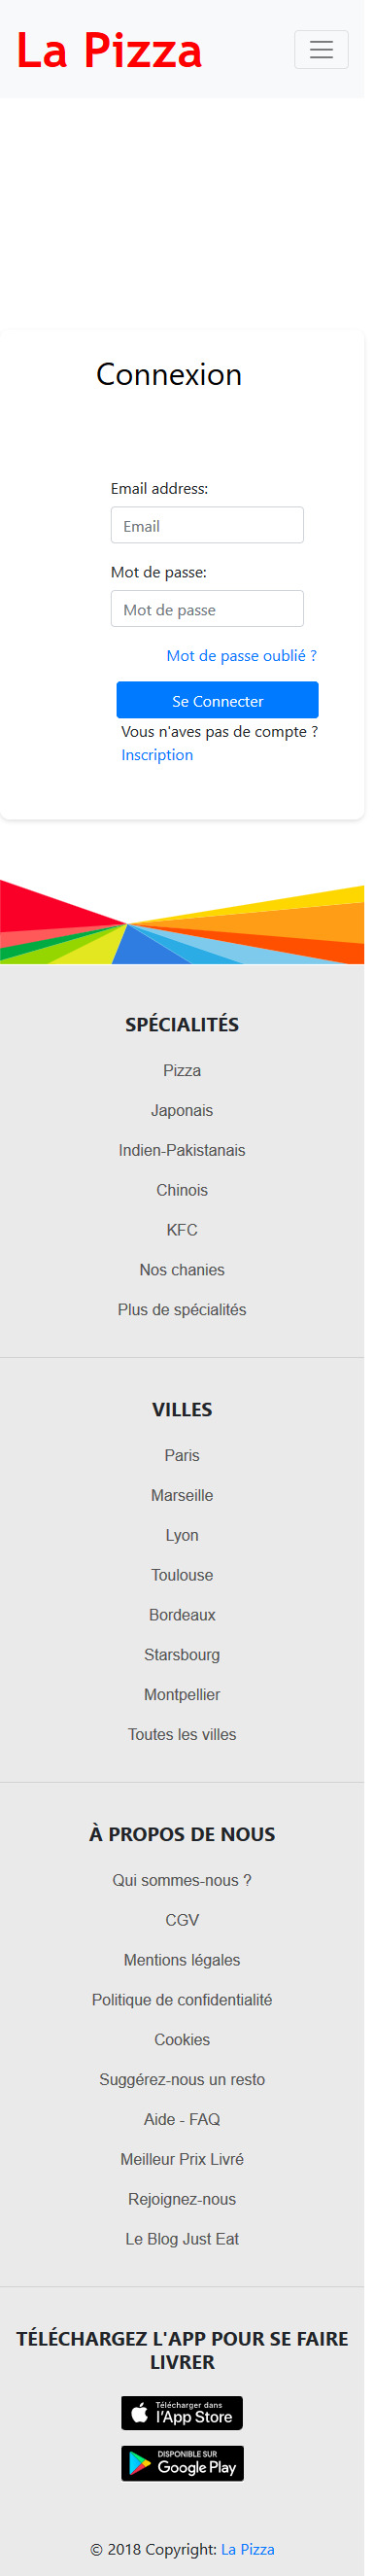 La Pizza
Connexion
Email address:
Email
Mot de passe:
Mot de passe
Mot de passe oublié ?
Se Connecter
Vous n'aves pas de compte ?
Inscription
SPÉCIALITÉS
Pizza
Japonais
Indien-Pakistanais
Chinois
KFC
Nos chanies
Plus de spécialités
VILLES
Paris
Marseille
Lyon
Toulouse
Bordeaux
Starsbourg
Montpellier
Toutes les villes
À PROPOS DE NOUS
Qui sommes-nous ?
CGV
Mentions légales
Politique de confidentialité
Cookies
Suggérez-nous un resto
Aide - FAQ
Meilleur Prix Livré
Rejoignez-nous
Le Blog Just Eat
TÉLÉCHARGEZ L'APP POUR SE FAIRE
LIVRER
Télécharger dans
l'App Store
DISPONIBLE SUR
Google Play
© 2018 Copyright: La Pizza